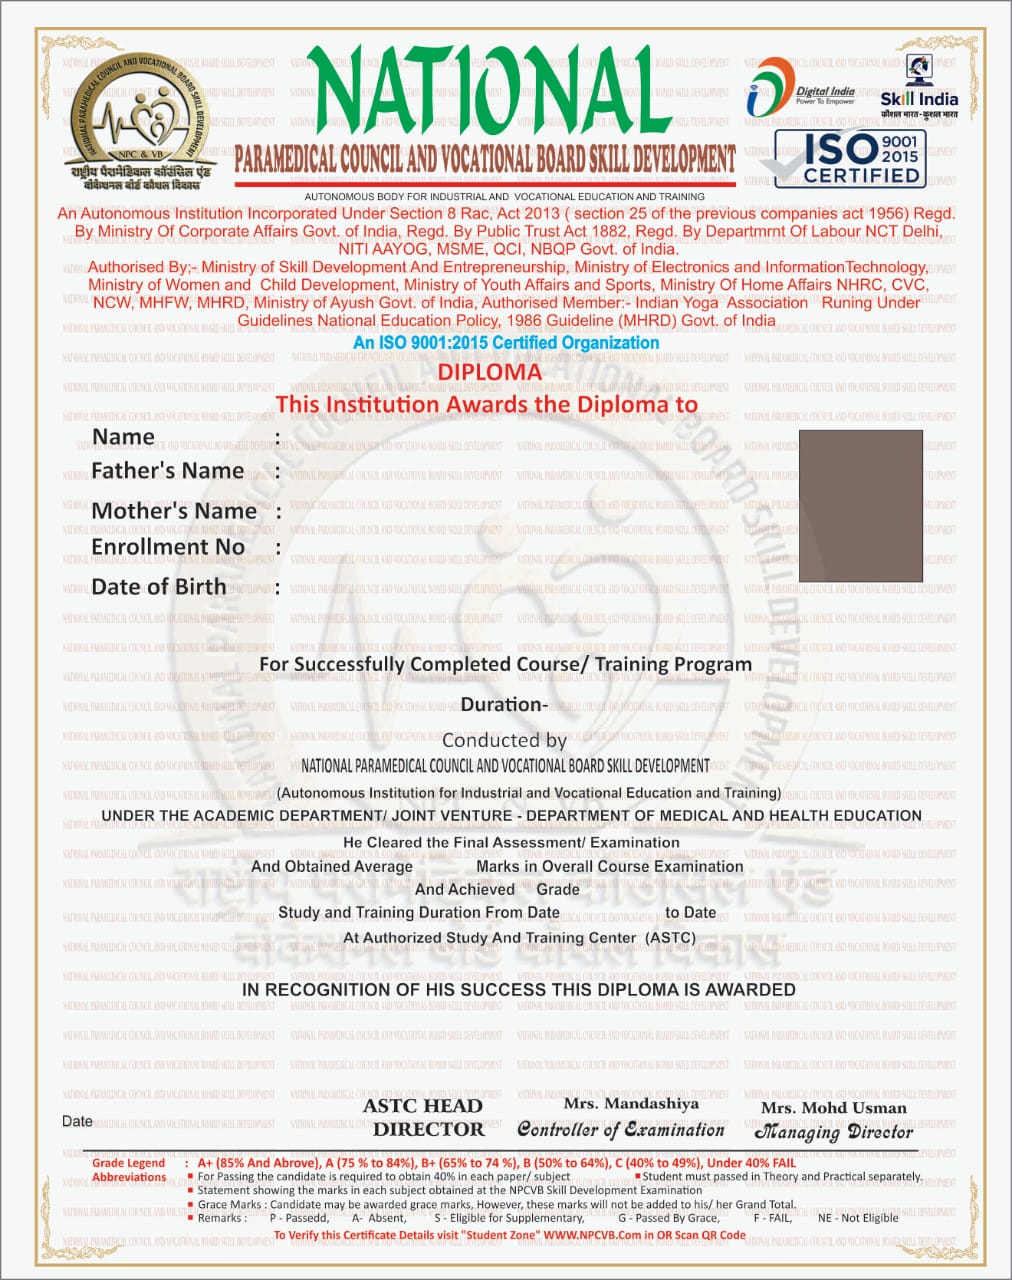 NATIONAL PARAMEDICAL COUNCIL AND VOCATIONAL BOARD SKILL DEVELOPMENT
NPC & VB
राष्ट्रीय पैरामेडिकल कॉउंसिल एंड
वोकेशनल बोर्ड कौशल विकास
NATIONAL
PARAMEDICAL COUNCIL AND VOCATIONAL BOARD SKILL DEVELOPMENT
Digital India
Power To Empower
Skill India
कौशल भारत-कुशल भारत
ISO 9001 2015
CERTIFIED
AUTONOMOUS BODY FOR INDUSTRIAL AND VOCATIONAL EDUCATION AND TRAINING
An Autonomous Institution Incorporated Under Section 8 Rac, Act 2013 ( section 25 of the previous companies act 1956) Regd.
By Ministry Of Corporate Affairs Govt. of India, Regd. By Public Trust Act 1882, Regd. By Departmrnt Of Labour NCT Delhi,
NITI AAYOG, MSME, QCI, NBQP Govt. of India.
Authorised By;- Ministry of Skill Development And Entrepreneurship, Ministry of Electronics and InformationTechnology,
Ministry of Women and Child Development, Ministry of Youth Affairs and Sports, Ministry Of Home Affairs NHRC, CVC,
NCW, MHFW, MHRD, Ministry of Ayush Govt. of India, Authorised Member:- Indian Yoga Association Runing Under
Guidelines National Education Policy, 1986 Guideline (MHRD) Govt. of India
An ISO 9001:2015 Certified Organization
DIPLOMA
This Institution Awards the Diploma to
Name :
Father's Name :
Mother's Name :
Enrollment No :
Date of Birth :
For Successfully Completed Course/ Training Program
Duration-
Conducted by
NATIONAL PARAMEDICAL COUNCIL AND VOCATIONAL BOARD SKILL DEVELOPMENT
(Autonomous Institution for Industrial and Vocational Education and Training)
UNDER THE ACADEMIC DEPARTMENT/ JOINT VENTURE - DEPARTMENT OF MEDICAL AND HEALTH EDUCATION
He Cleared the Final Assessment/ Examination
And Obtained Average Marks in Overall Course Examination
And Achieved Grade
Study and Training Duration From Date to Date
At Authorized Study And Training Center (ASTC)
IN RECOGNITION OF HIS SUCCESS THIS DIPLOMA IS AWARDED
Date
ASTC HEAD
DIRECTOR
Mrs. Mandashiya
Controller of Examination
Mrs. Mohd Usman
Managing Director
Grade Legend : A+ (85% And Abrove), A (75 % to 84%), B+ (65% to 74 %), B (50% to 64%), C (40% to 49%), Under 40% FAIL
Abbreviations For Passing the candidate is required to obtain 40% in each paper/ subject Student must passed in Theory and Practical separately.
Statement showing the marks in each subject obtained at the NPCVB Skill Development Examination
Grace Marks : Candidate may be awarded grace marks, However, these marks will not be added to his/ her Grand Total.
Remarks : P - Passedd, A- Absent, S - Eligible for Supplementary, G - Passed By Grace, F - FAIL, NE - Not Eligible
To Verify this Certificate Details visit "Student Zone" WWW.NPCVB.Com in OR Scan QR Code